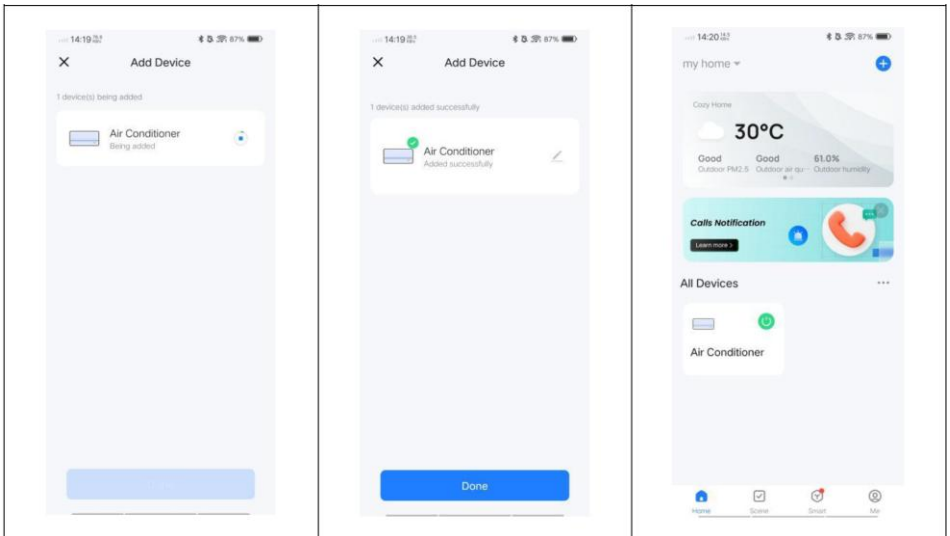 14:19
87%
Add Device
1 device(s) being added
Air Conditioner
Being added
14:19
87%
Add Device
1 device(s) added successfully
Air Conditioner
Added successfully
Done
14:20
87%
my home
Cozy Home
30°C
Good Good 61.0%
Outdoor PM2.5 Outdoor air qu··· Outdoor humidity
Calls Notification
Learn more >
All Devices
Air Conditioner
Home Scene Smart Me